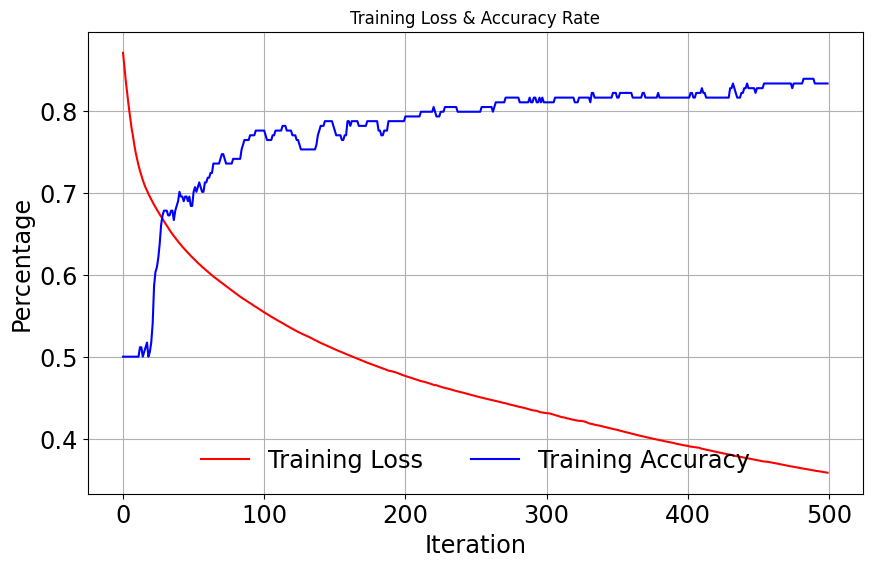 Training Loss & Accuracy Rate
Percentage
0.8
0.7
0.6
0.5
0.4
Training Loss Training Accuracy
0 100 200 300 400 500
Iteration